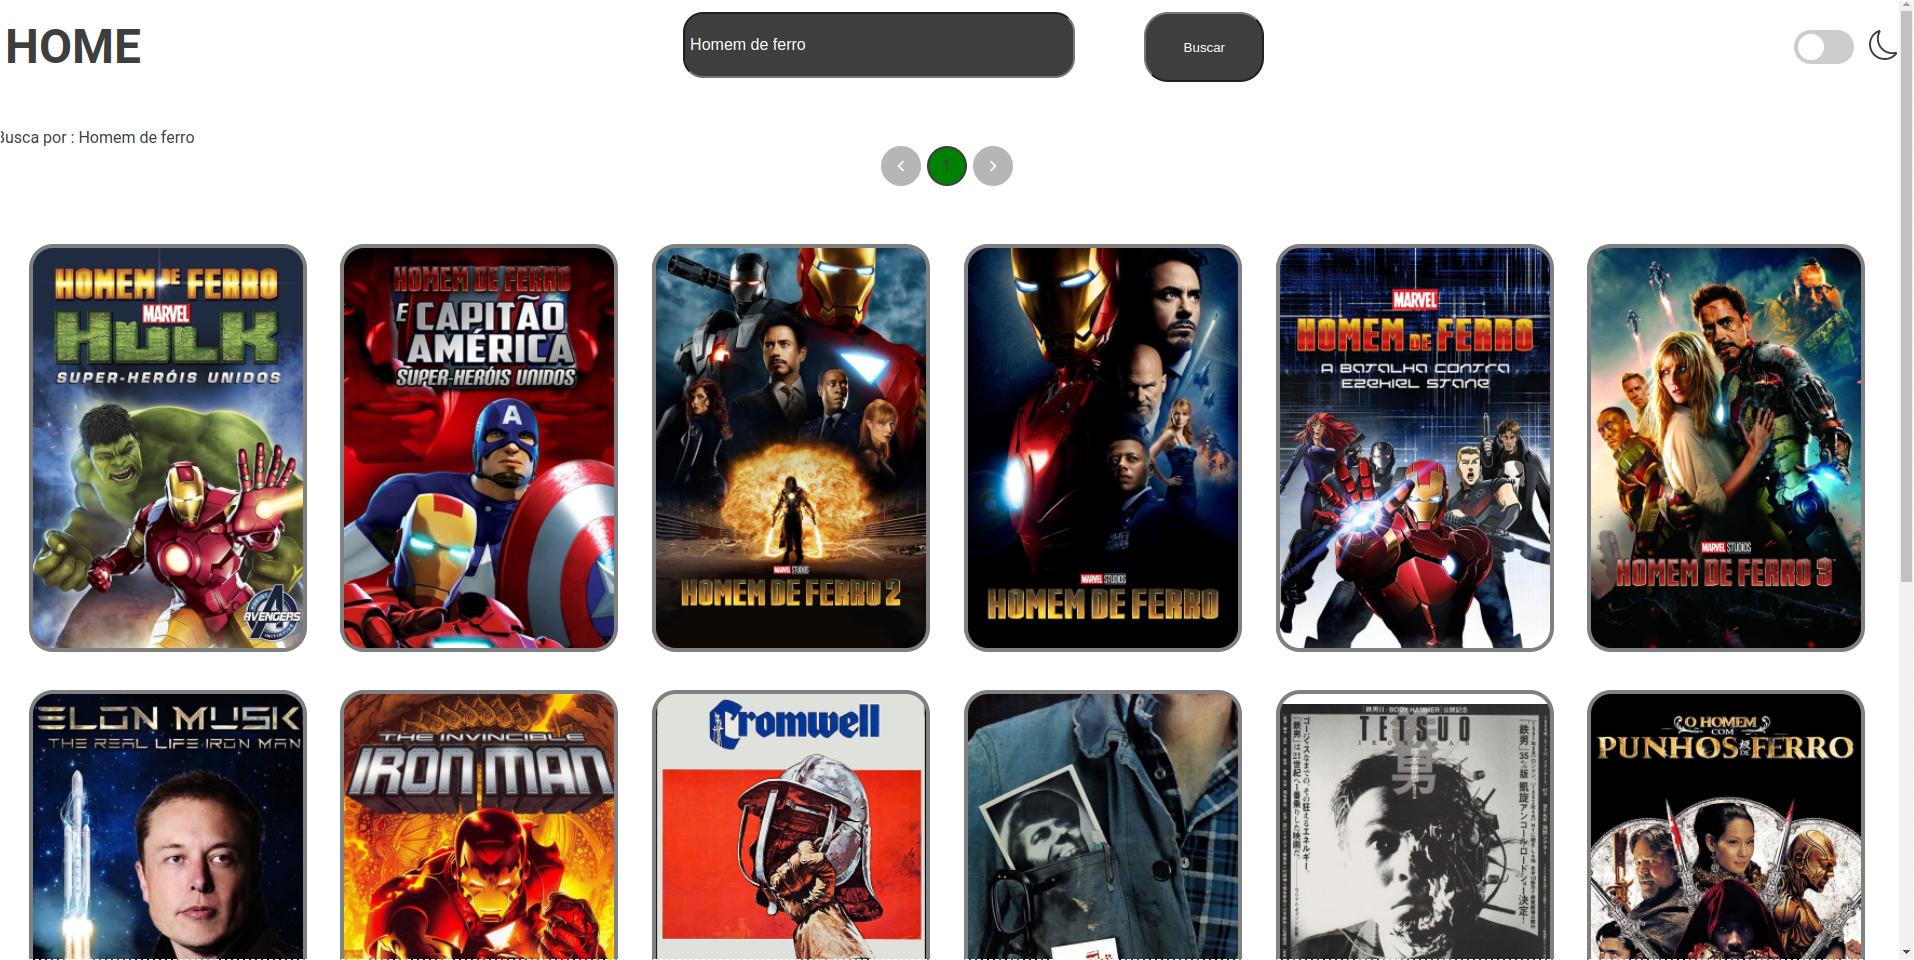 HOME
Homem de ferro
Buscar
Busca por : Homem de ferro
1
HOMEM DE FERRO
MARVEL
HULK
SUPER-HERÓIS UNIDOS
AVENGERS
INITIATIVE
HOMEM DE FERRO
E CAPITÃO
AMÉRICA
SUPER-HERÓIS UNIDOS
A
MARVEL STUDIOS
HOMEM DE FERRO 2
MARVEL STUDIOS
HOMEM DE FERRO
MARVEL
HOMEM DE FERRO
A BATALHA CONTRA
EZEKIEL STANE
MARVEL STUDIOS
HOMEM DE FERRO 3
ELON MUSK
THE REAL LIFE IRON MAN
THE INVINCIBLE
IRON MAN
Cromwell
TETSUO
O HOMEM
COM
PUNHOS DE FERRO